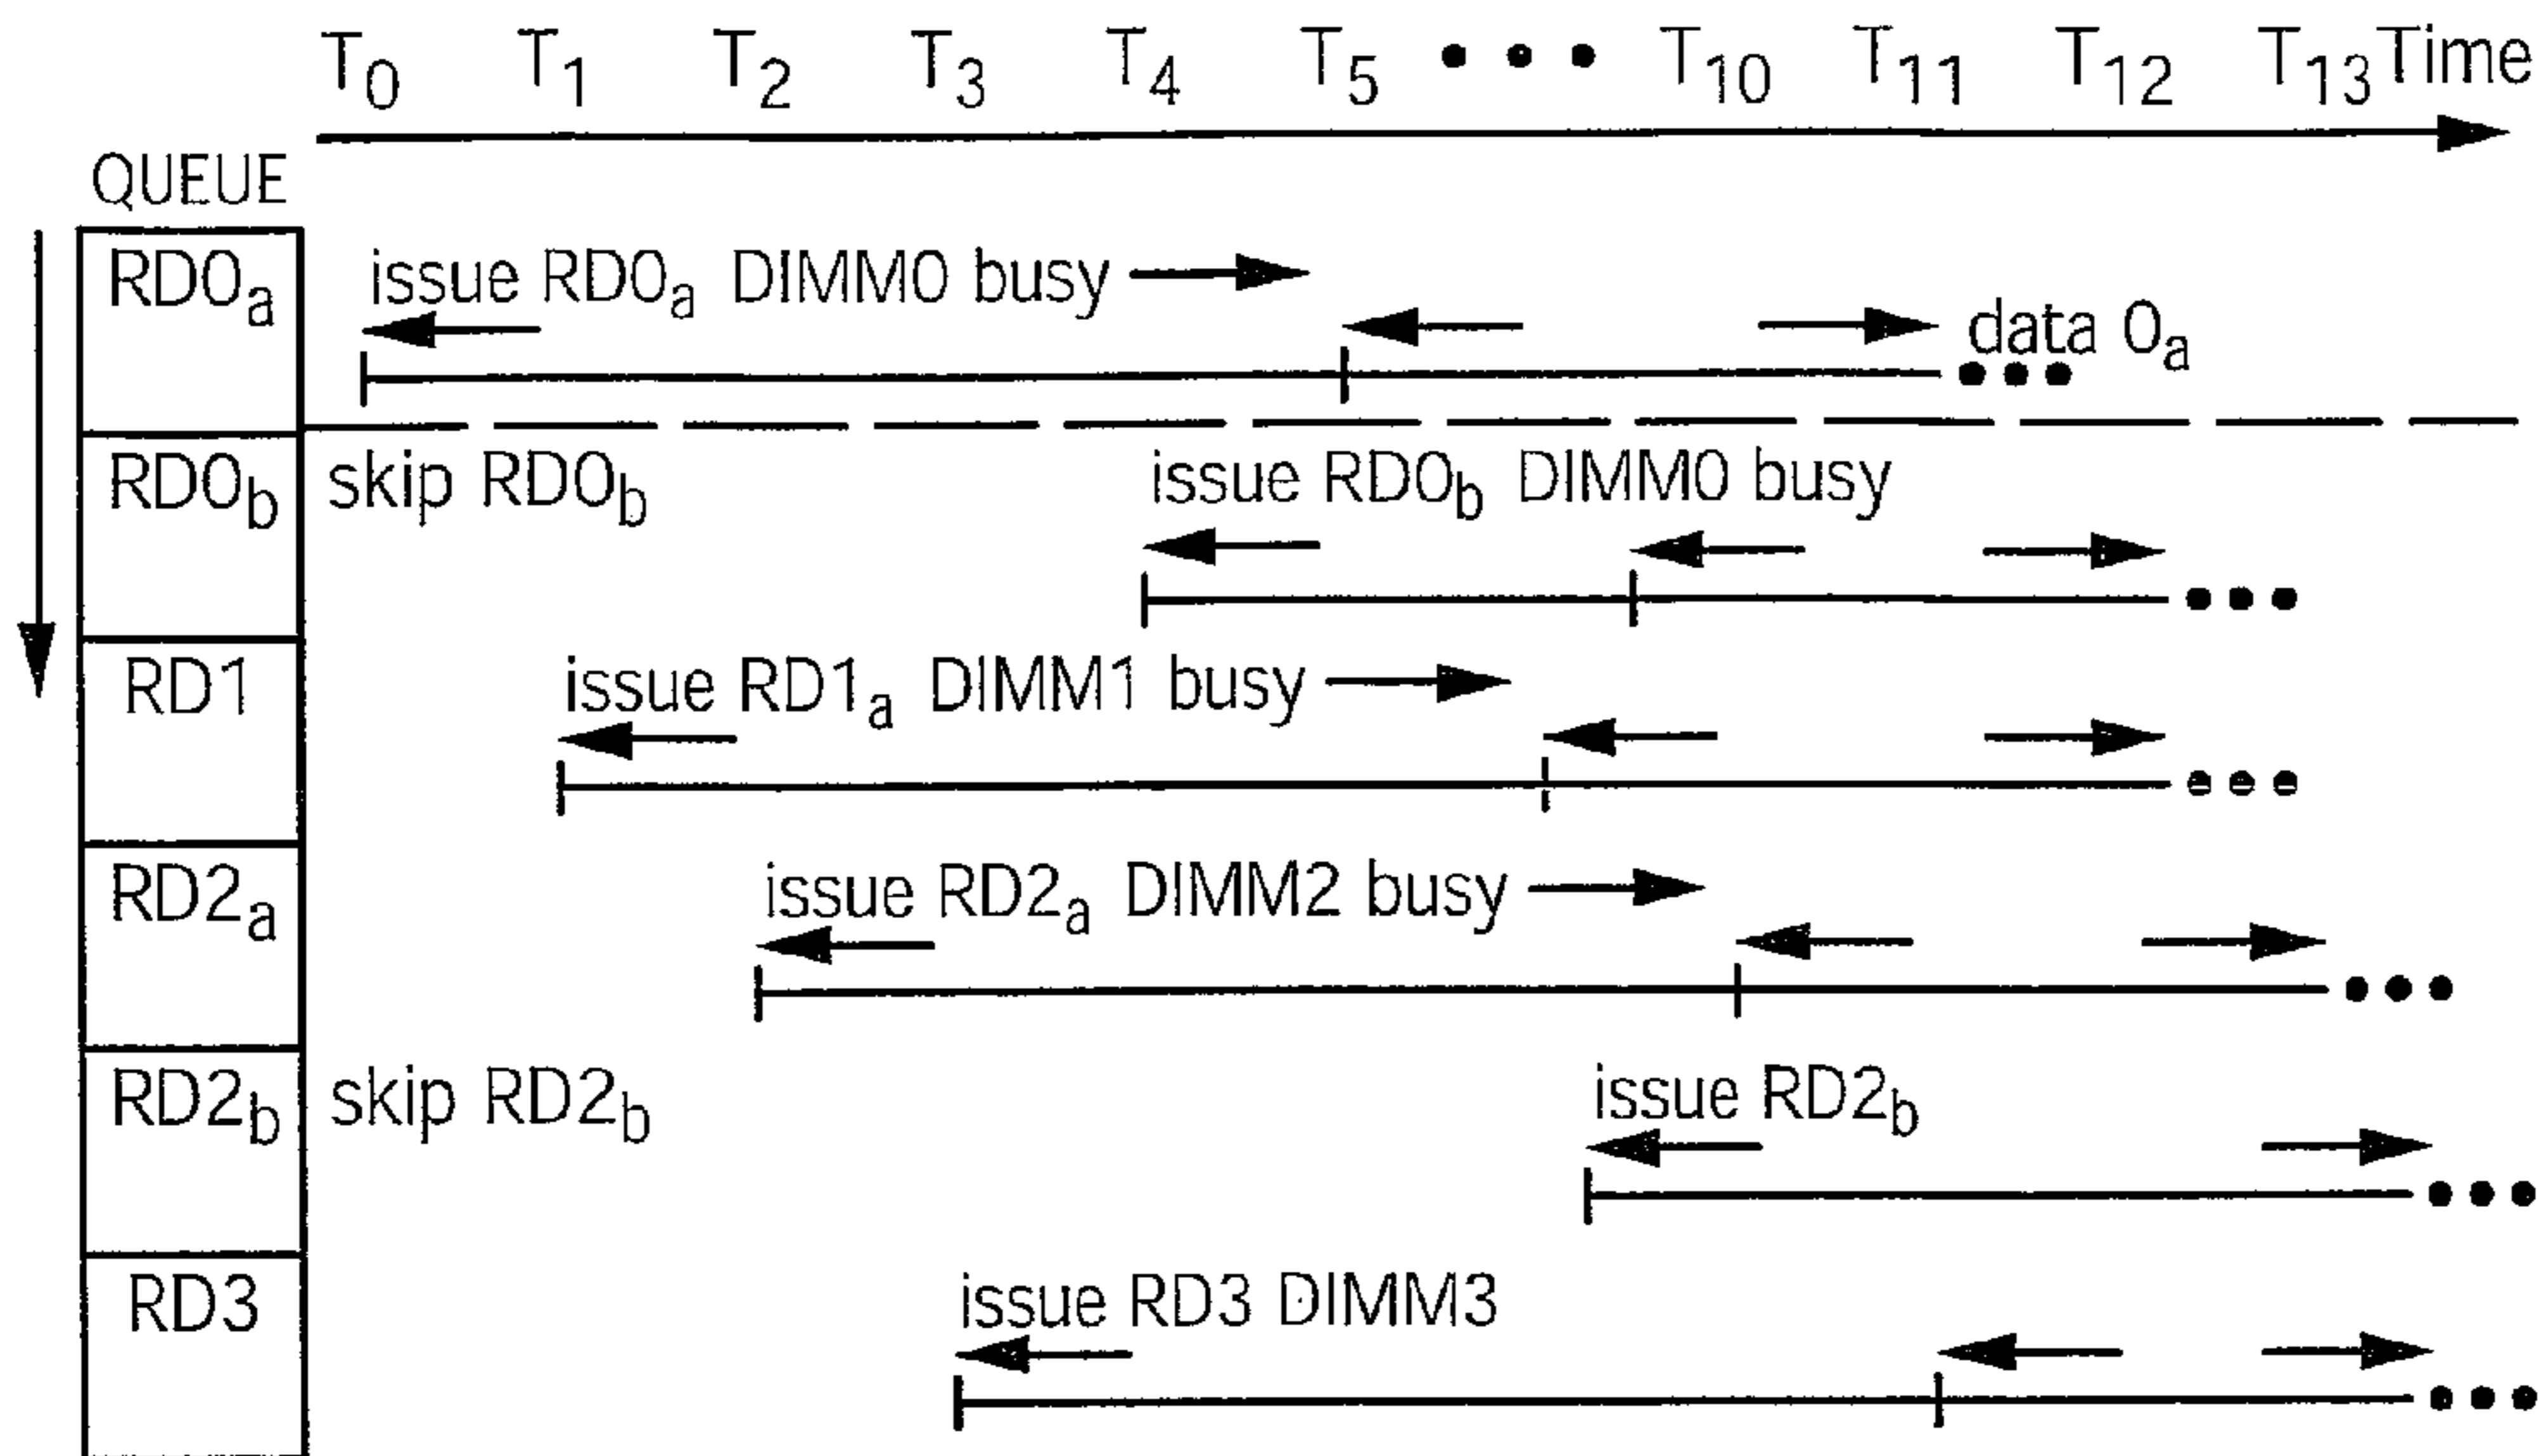 T0 T1 T2 T3 T4 T5 • • • T10 T11 T12 T13 Time
QUEUE
RD0a issue RD0a DIMM0 busy
data 0a
RD0b skip RD0b issue RD0b DIMM0 busy
RD1 issue RD1a DIMM1 busy
RD2a issue RD2a DIMM2 busy
RD2b skip RD2b issue RD2b
RD3 issue RD3 DIMM3